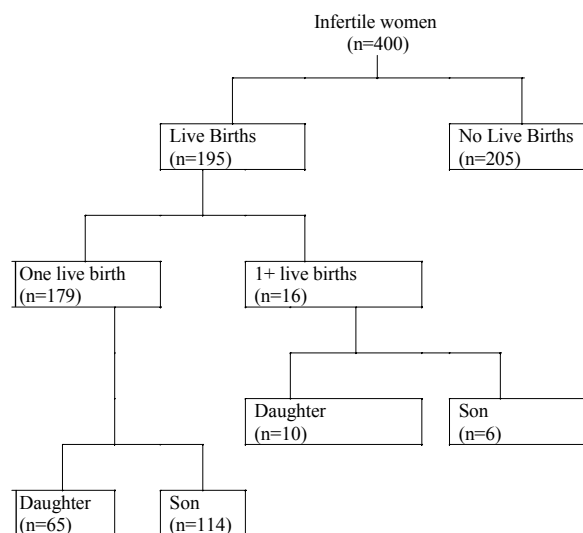 Infertile women
(n=400)
Live Births
(n=195)
No Live Births
(n=205)
One live birth
(n=179)
1+ live births
(n=16)
Daughter
(n=10)
Son
(n=6)
Daughter
(n=65)
Son
(n=114)